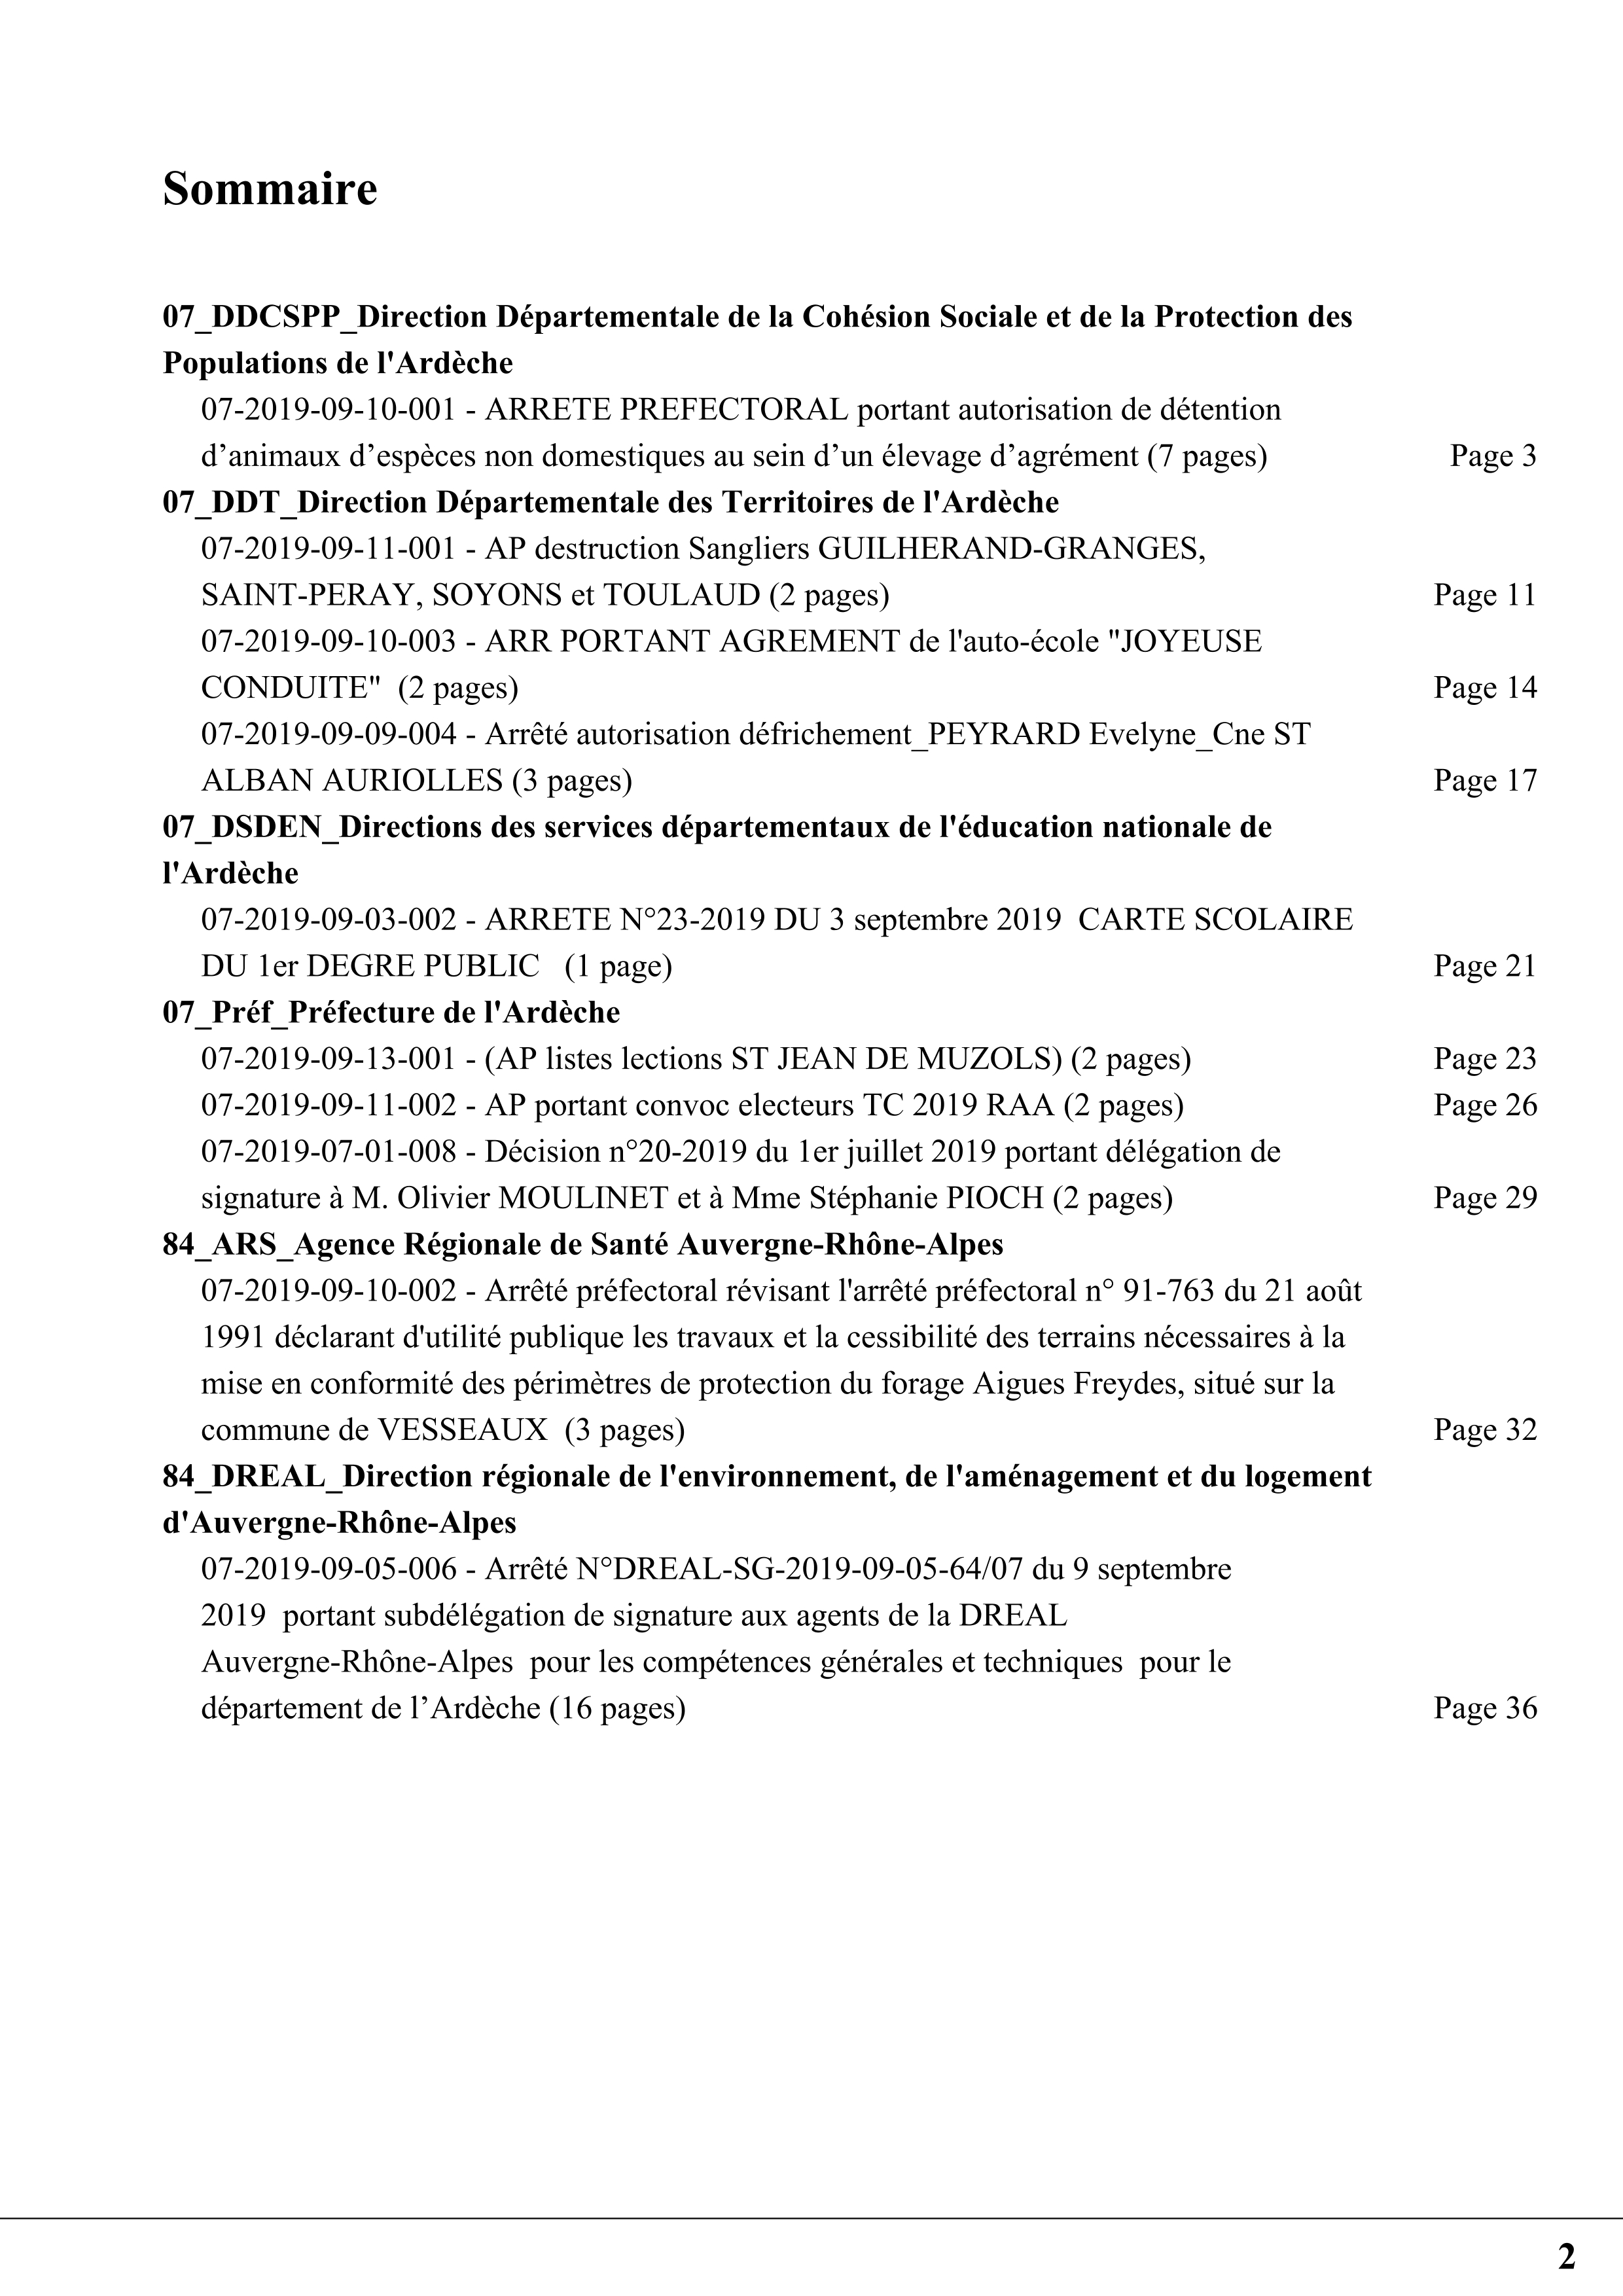 Sommaire
07_DDCSPP_Direction Départementale de la Cohésion Sociale et de la Protection des
Populations de l'Ardèche
07-2019-09-10-001 - ARRETE PREFECTORAL portant autorisation de détention
d’animaux d’espèces non domestiques au sein d’un élevage d’agrément (7 pages) Page 3
07_DDT_Direction Départementale des Territoires de l'Ardèche
07-2019-09-11-001 - AP destruction Sangliers GUILHERAND-GRANGES,
SAINT-PERAY, SOYONS et TOULAUD (2 pages) Page 11
07-2019-09-10-003 - ARR PORTANT AGREMENT de l'auto-école "JOYEUSE
CONDUITE"  (2 pages) Page 14
07-2019-09-09-004 - Arrêté autorisation défrichement_PEYRARD Evelyne_Cne ST
ALBAN AURIOLLES (3 pages) Page 17
07_DSDEN_Directions des services départementaux de l'éducation nationale de
l'Ardèche
07-2019-09-03-002 - ARRETE N°23-2019 DU 3 septembre 2019  CARTE SCOLAIRE
DU 1er DEGRE PUBLIC   (1 page) Page 21
07_Préf_Préfecture de l'Ardèche
07-2019-09-13-001 - (AP listes lections ST JEAN DE MUZOLS) (2 pages) Page 23
07-2019-09-11-002 - AP portant convoc electeurs TC 2019 RAA (2 pages) Page 26
07-2019-07-01-008 - Décision n°20-2019 du 1er juillet 2019 portant délégation de
signature à M. Olivier MOULINET et à Mme Stéphanie PIOCH (2 pages) Page 29
84_ARS_Agence Régionale de Santé Auvergne-Rhône-Alpes
07-2019-09-10-002 - Arrêté préfectoral révisant l'arrêté préfectoral n° 91-763 du 21 août
1991 déclarant d'utilité publique les travaux et la cessibilité des terrains nécessaires à la
mise en conformité des périmètres de protection du forage Aigues Freydes, situé sur la
commune de VESSEAUX  (3 pages) Page 32
84_DREAL_Direction régionale de l'environnement, de l'aménagement et du logement
d'Auvergne-Rhône-Alpes
07-2019-09-05-006 - Arrêté N°DREAL-SG-2019-09-05-64/07 du 9 septembre
2019  portant subdélégation de signature aux agents de la DREAL
Auvergne-Rhône-Alpes  pour les compétences générales et techniques  pour le
département de l’Ardèche (16 pages) Page 36
2